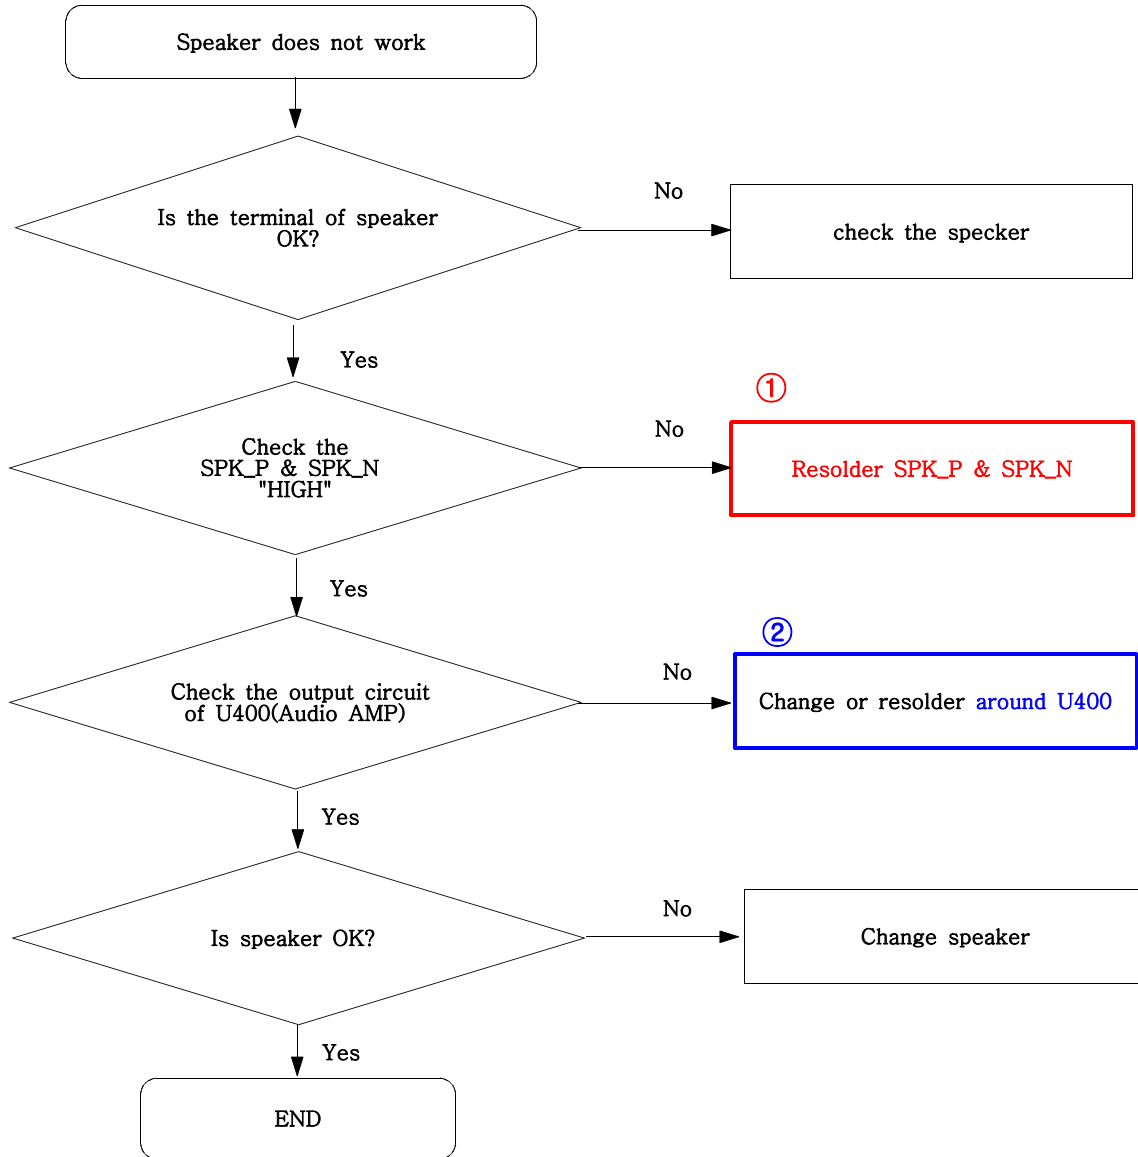 Speaker does not work
Is the terminal of speaker
OK?
No
check the specker
Yes
①
Check the
SPK_P & SPK_N
"HIGH"
No
Resolder SPK_P & SPK_N
Yes
②
Check the output circuit
of U400(Audio AMP)
No
Change or resolder around U400
Yes
Is speaker OK?
No
Change speaker
Yes
END